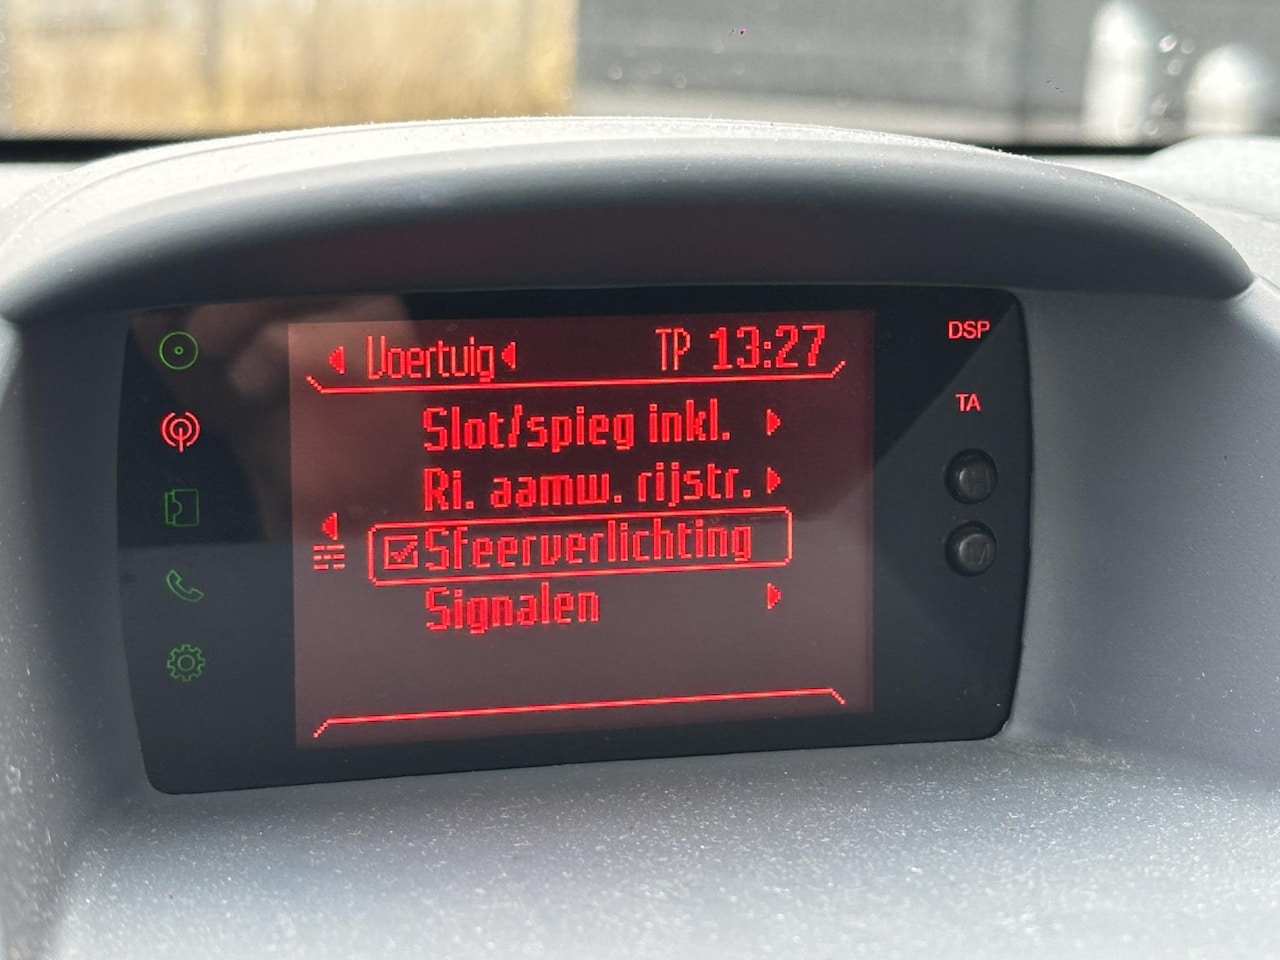 Voertuig TP 13:27
DSP
TA
Slot/spieg inkl.
Ri. aamw. rijstr.
Sfeerverlichting
Signalen
H
M